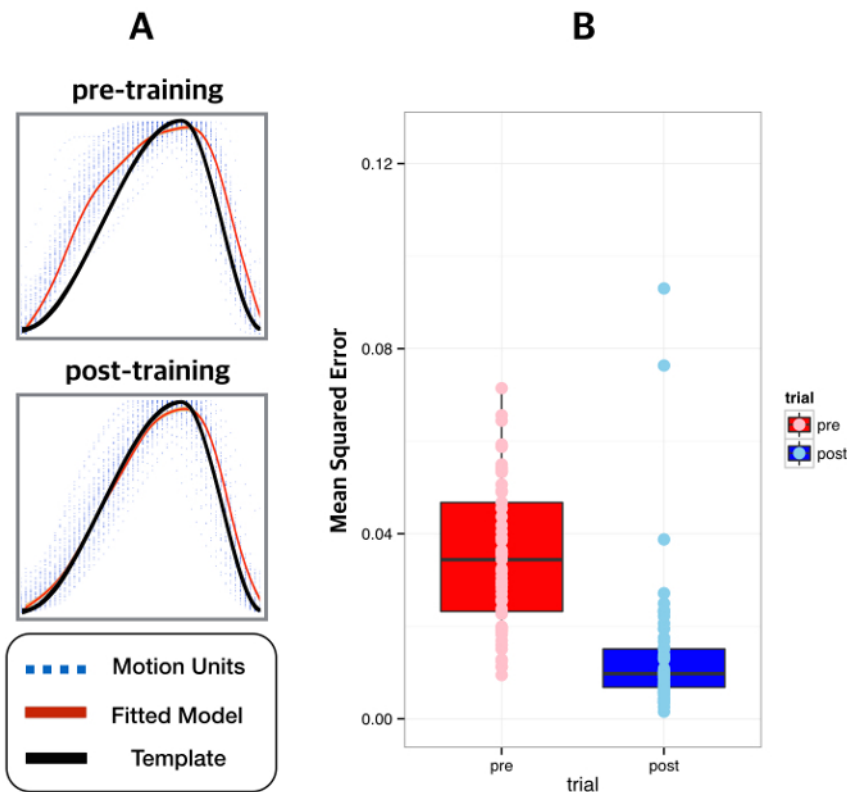 A
pre-training
post-training
Motion Units
Fitted Model
Template
B
Mean Squared Error
0.12
0.08
0.04
0.00
pre
post
trial
trial
pre
post